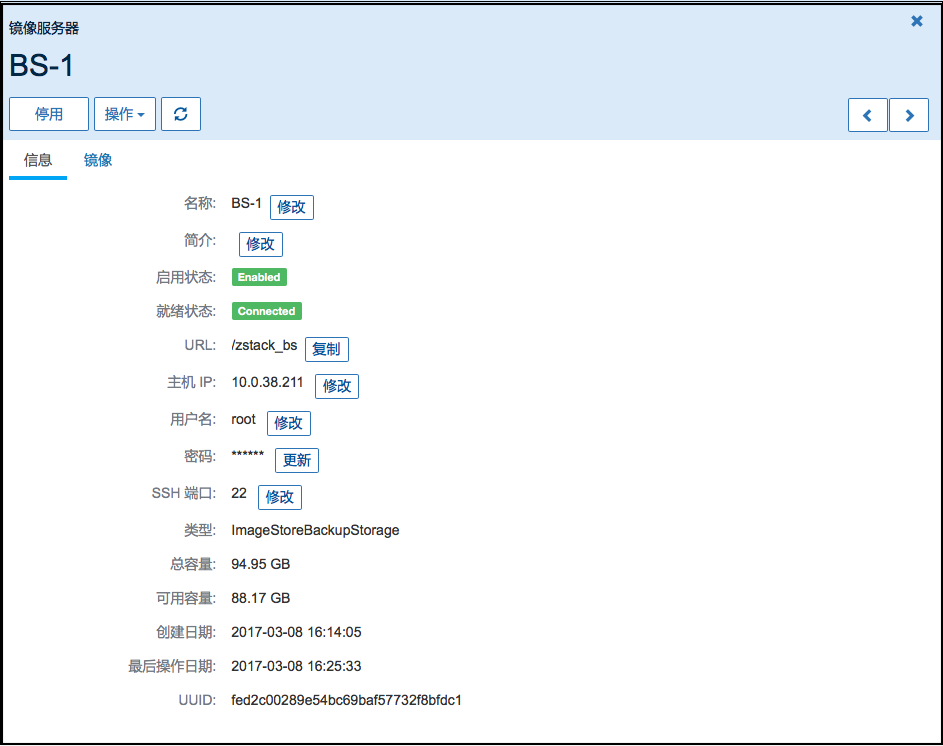 镜像服务器
BS-1
停用 操作
信息 镜像
名称: BS-1 修改
简介: 修改
启用状态: Enabled
就绪状态: Connected
URL: /zstack_bs 复制
主机 IP: 10.0.38.211 修改
用户名: root 修改
密码: ****** 更新
SSH 端口: 22 修改
类型: ImageStoreBackupStorage
总容量: 94.95 GB
可用容量: 88.17 GB
创建日期: 2017-03-08 16:14:05
最后操作日期: 2017-03-08 16:25:33
UUID: fed2c00289e54bc69baf57732f8bfdc1